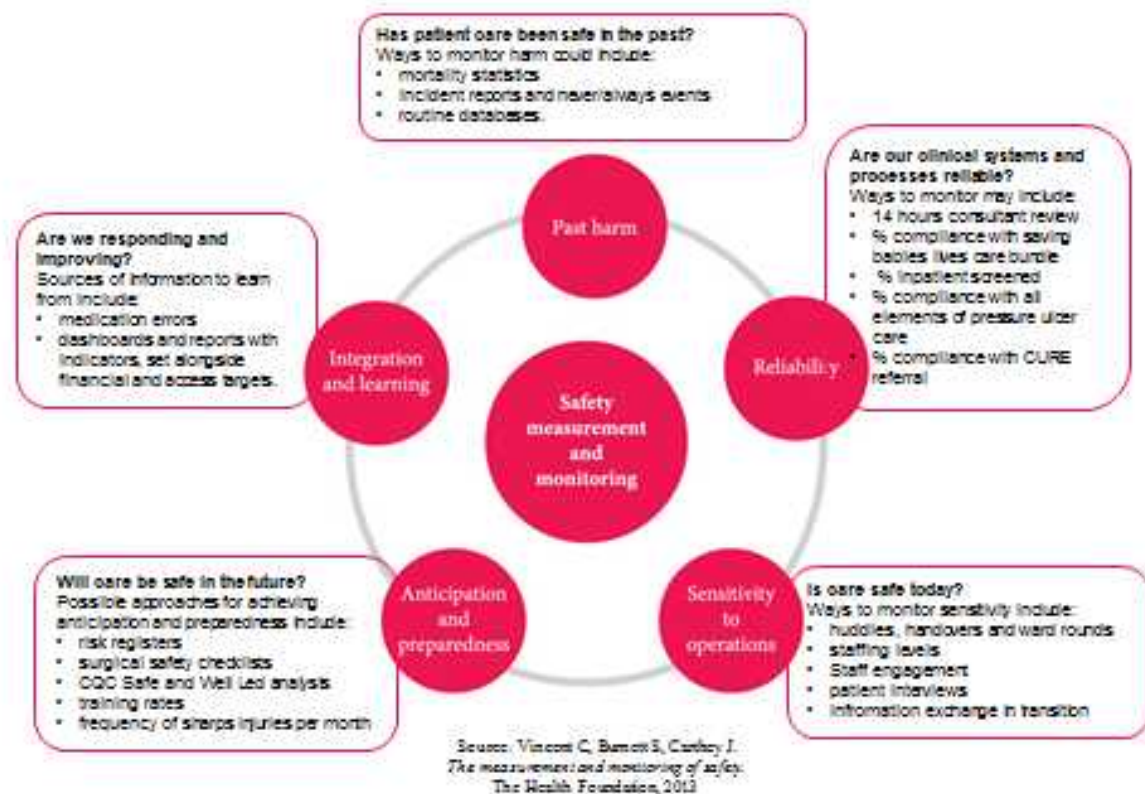 Has patient care been safe in the past?
Ways to monitor harm could include:
• mortality statistics
• incident reports and never/always events
• routine databases.
Past harm
Are our clinical systems and
processes reliable?
Ways to monitor may include
• 14 hours consultant review
• % compliance with saving
babies lives care bundle
• % inpatient screened
• % compliance with all
elements of pressure ulcer
care
• % compliance with CURE
referral
Reliability
Are we responding and
improving?
Sources of information to learn
from include:
• medication errors
• dashboards and reports with
indicators, set alongside
financial and access targets.
Integration
and learning
Safety
measurement
and
monitoring
Will care be safe in the future?
Possible approaches for achieving
anticipation and preparedness include:
• risk registers
• surgical safety checklists
• CQC Safe and Well Led analysis
• training rates
• frequency of sharps injuries per month
Anticipation
and
preparedness
Sensitivity
to
operations
Is care safe today?
Ways to monitor sensitivity include:
• huddles, handovers and ward rounds
• staffing levels
• Staff engagement
• patient interviews
• Infromation exchange in transition
Source: Vincent C, Burnett S, Carthey J.
The measurement and monitoring of safety.
The Health Foundation, 2013